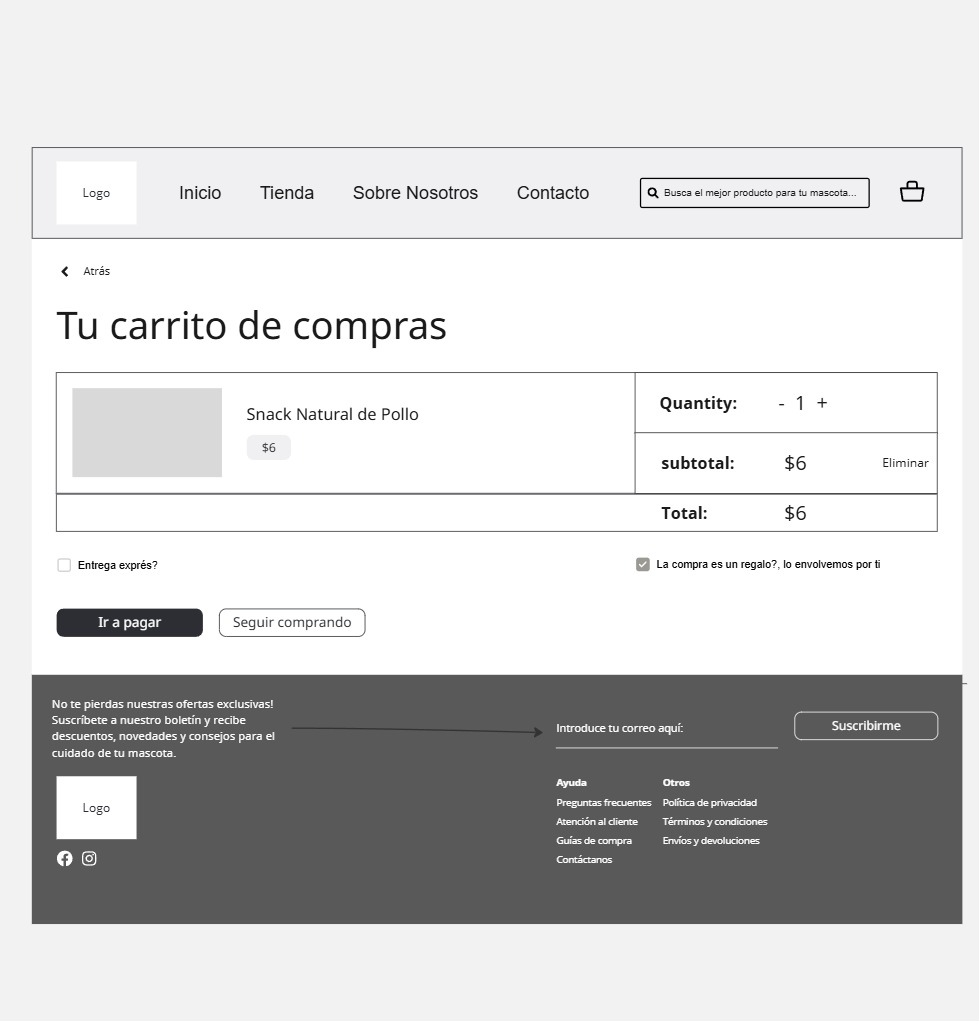 Logo
Inicio
Tienda
Sobre Nosotros
Contacto
Busca el mejor producto para tu mascota...
Atrás
Tu carrito de compras
Snack Natural de Pollo
$6
Quantity: - 1 +
subtotal: $6 Eliminar
Total: $6
Entrega exprés?
La compra es un regalo?, lo envolvemos por ti
Ir a pagar
Seguir comprando
No te pierdas nuestras ofertas exclusivas!
Suscríbete a nuestro boletín y recibe
descuentos, novedades y consejos para el
cuidado de tu mascota.
Introduce tu correo aquí:
Suscribirme
Logo
Ayuda
Preguntas frecuentes
Atención al cliente
Guías de compra
Contáctanos
Otros
Política de privacidad
Términos y condiciones
Envíos y devoluciones